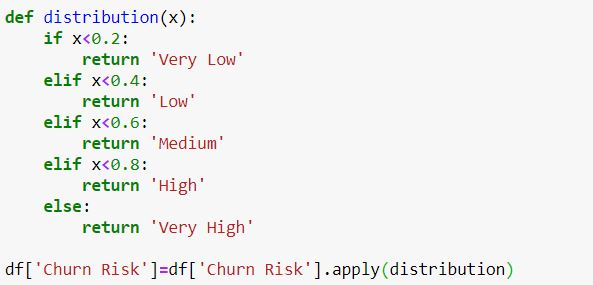 def distribution(x):
    if x<0.2:
        return 'Very Low'
    elif x<0.4:
        return 'Low'
    elif x<0.6:
        return 'Medium'
    elif x<0.8:
        return 'High'
    else:
        return 'Very High'

df['Churn Risk']=df['Churn Risk'].apply(distribution)